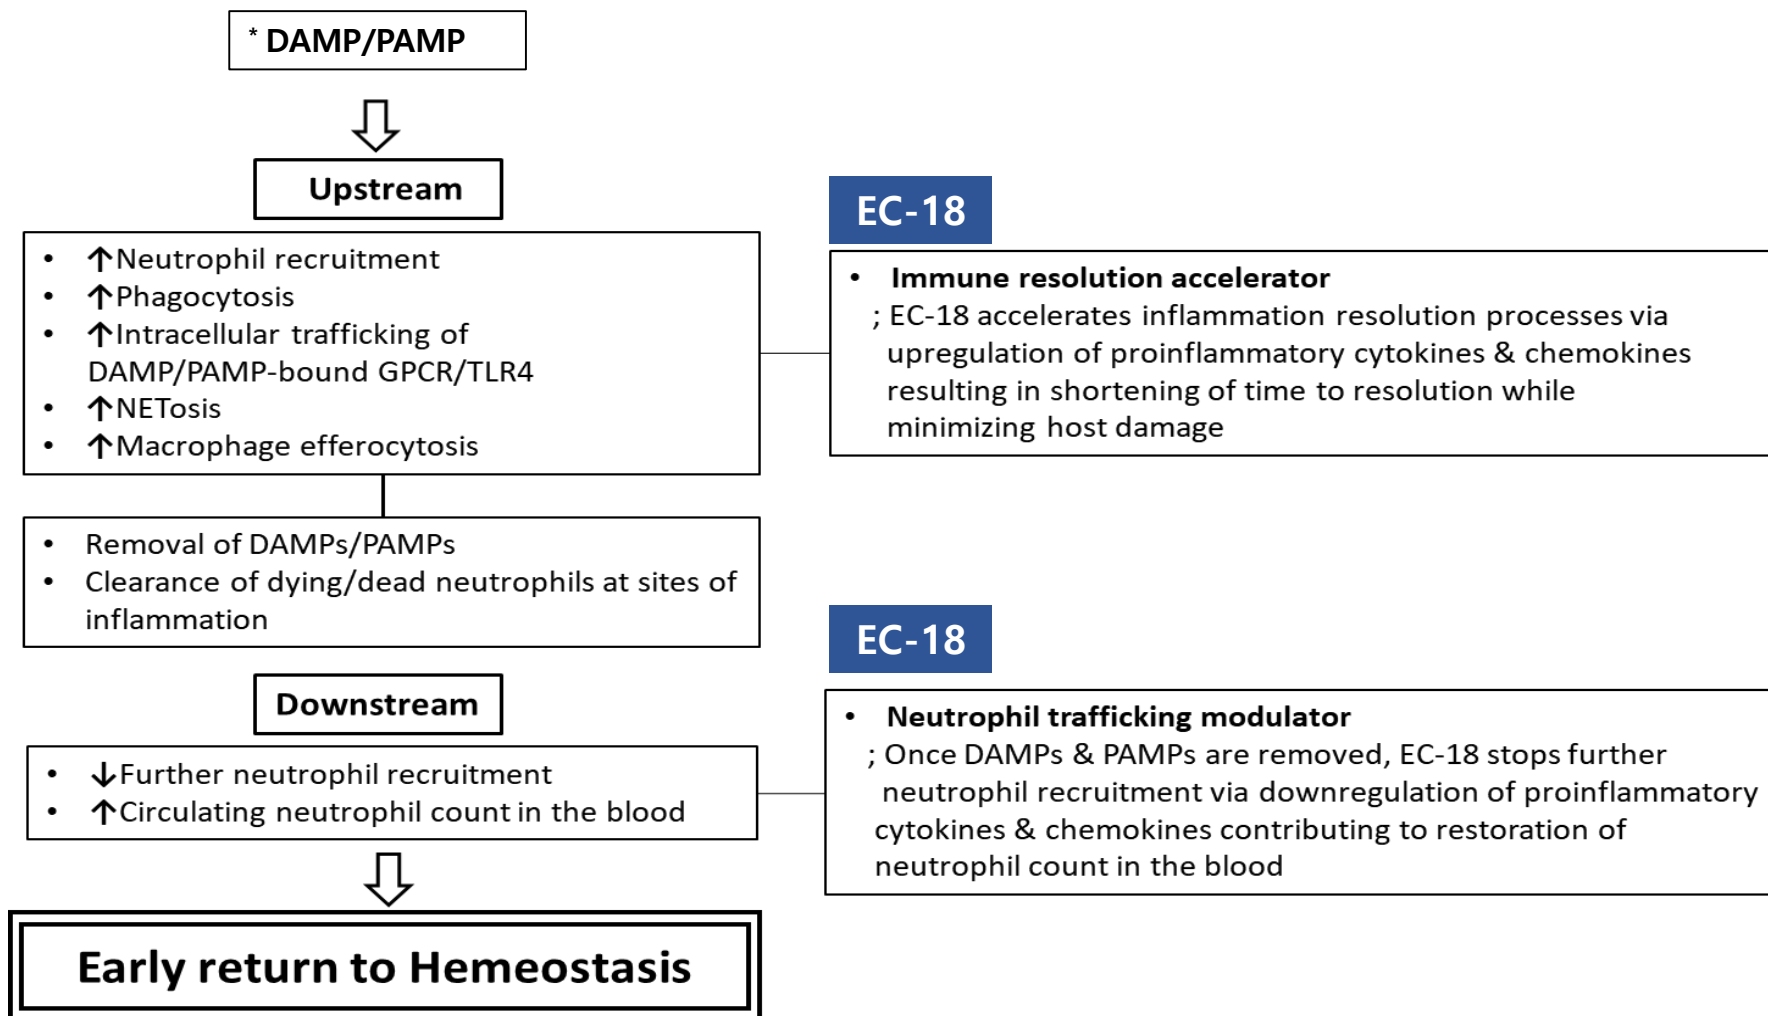 * DAMP/PAMP
Upstream
• ↑Neutrophil recruitment
• ↑Phagocytosis
• ↑Intracellular trafficking of
DAMP/PAMP-bound GPCR/TLR4
• ↑NETosis
• ↑Macrophage efferocytosis
EC-18
• Immune resolution accelerator
; EC-18 accelerates inflammation resolution processes via
upregulation of proinflammatory cytokines & chemokines
resulting in shortening of time to resolution while
minimizing host damage
• Removal of DAMPs/PAMPs
• Clearance of dying/dead neutrophils at sites of
inflammation
Downstream
• ↓Further neutrophil recruitment
• ↑Circulating neutrophil count in the blood
EC-18
• Neutrophil trafficking modulator
; Once DAMPs & PAMPs are removed, EC-18 stops further
neutrophil recruitment via downregulation of proinflammatory
cytokines & chemokines contributing to restoration of
neutrophil count in the blood
Early return to Hemeostasis